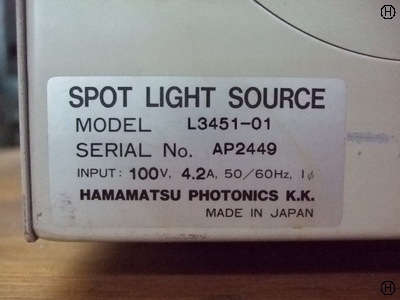 SPOT LIGHT SOURCE
MODEL L3451-01
SERIAL No. AP2449
INPUT: 100V, 4.2A, 50/60Hz, 1φ
HAMAMATSU PHOTONICS K.K.
MADE IN JAPAN
H
H